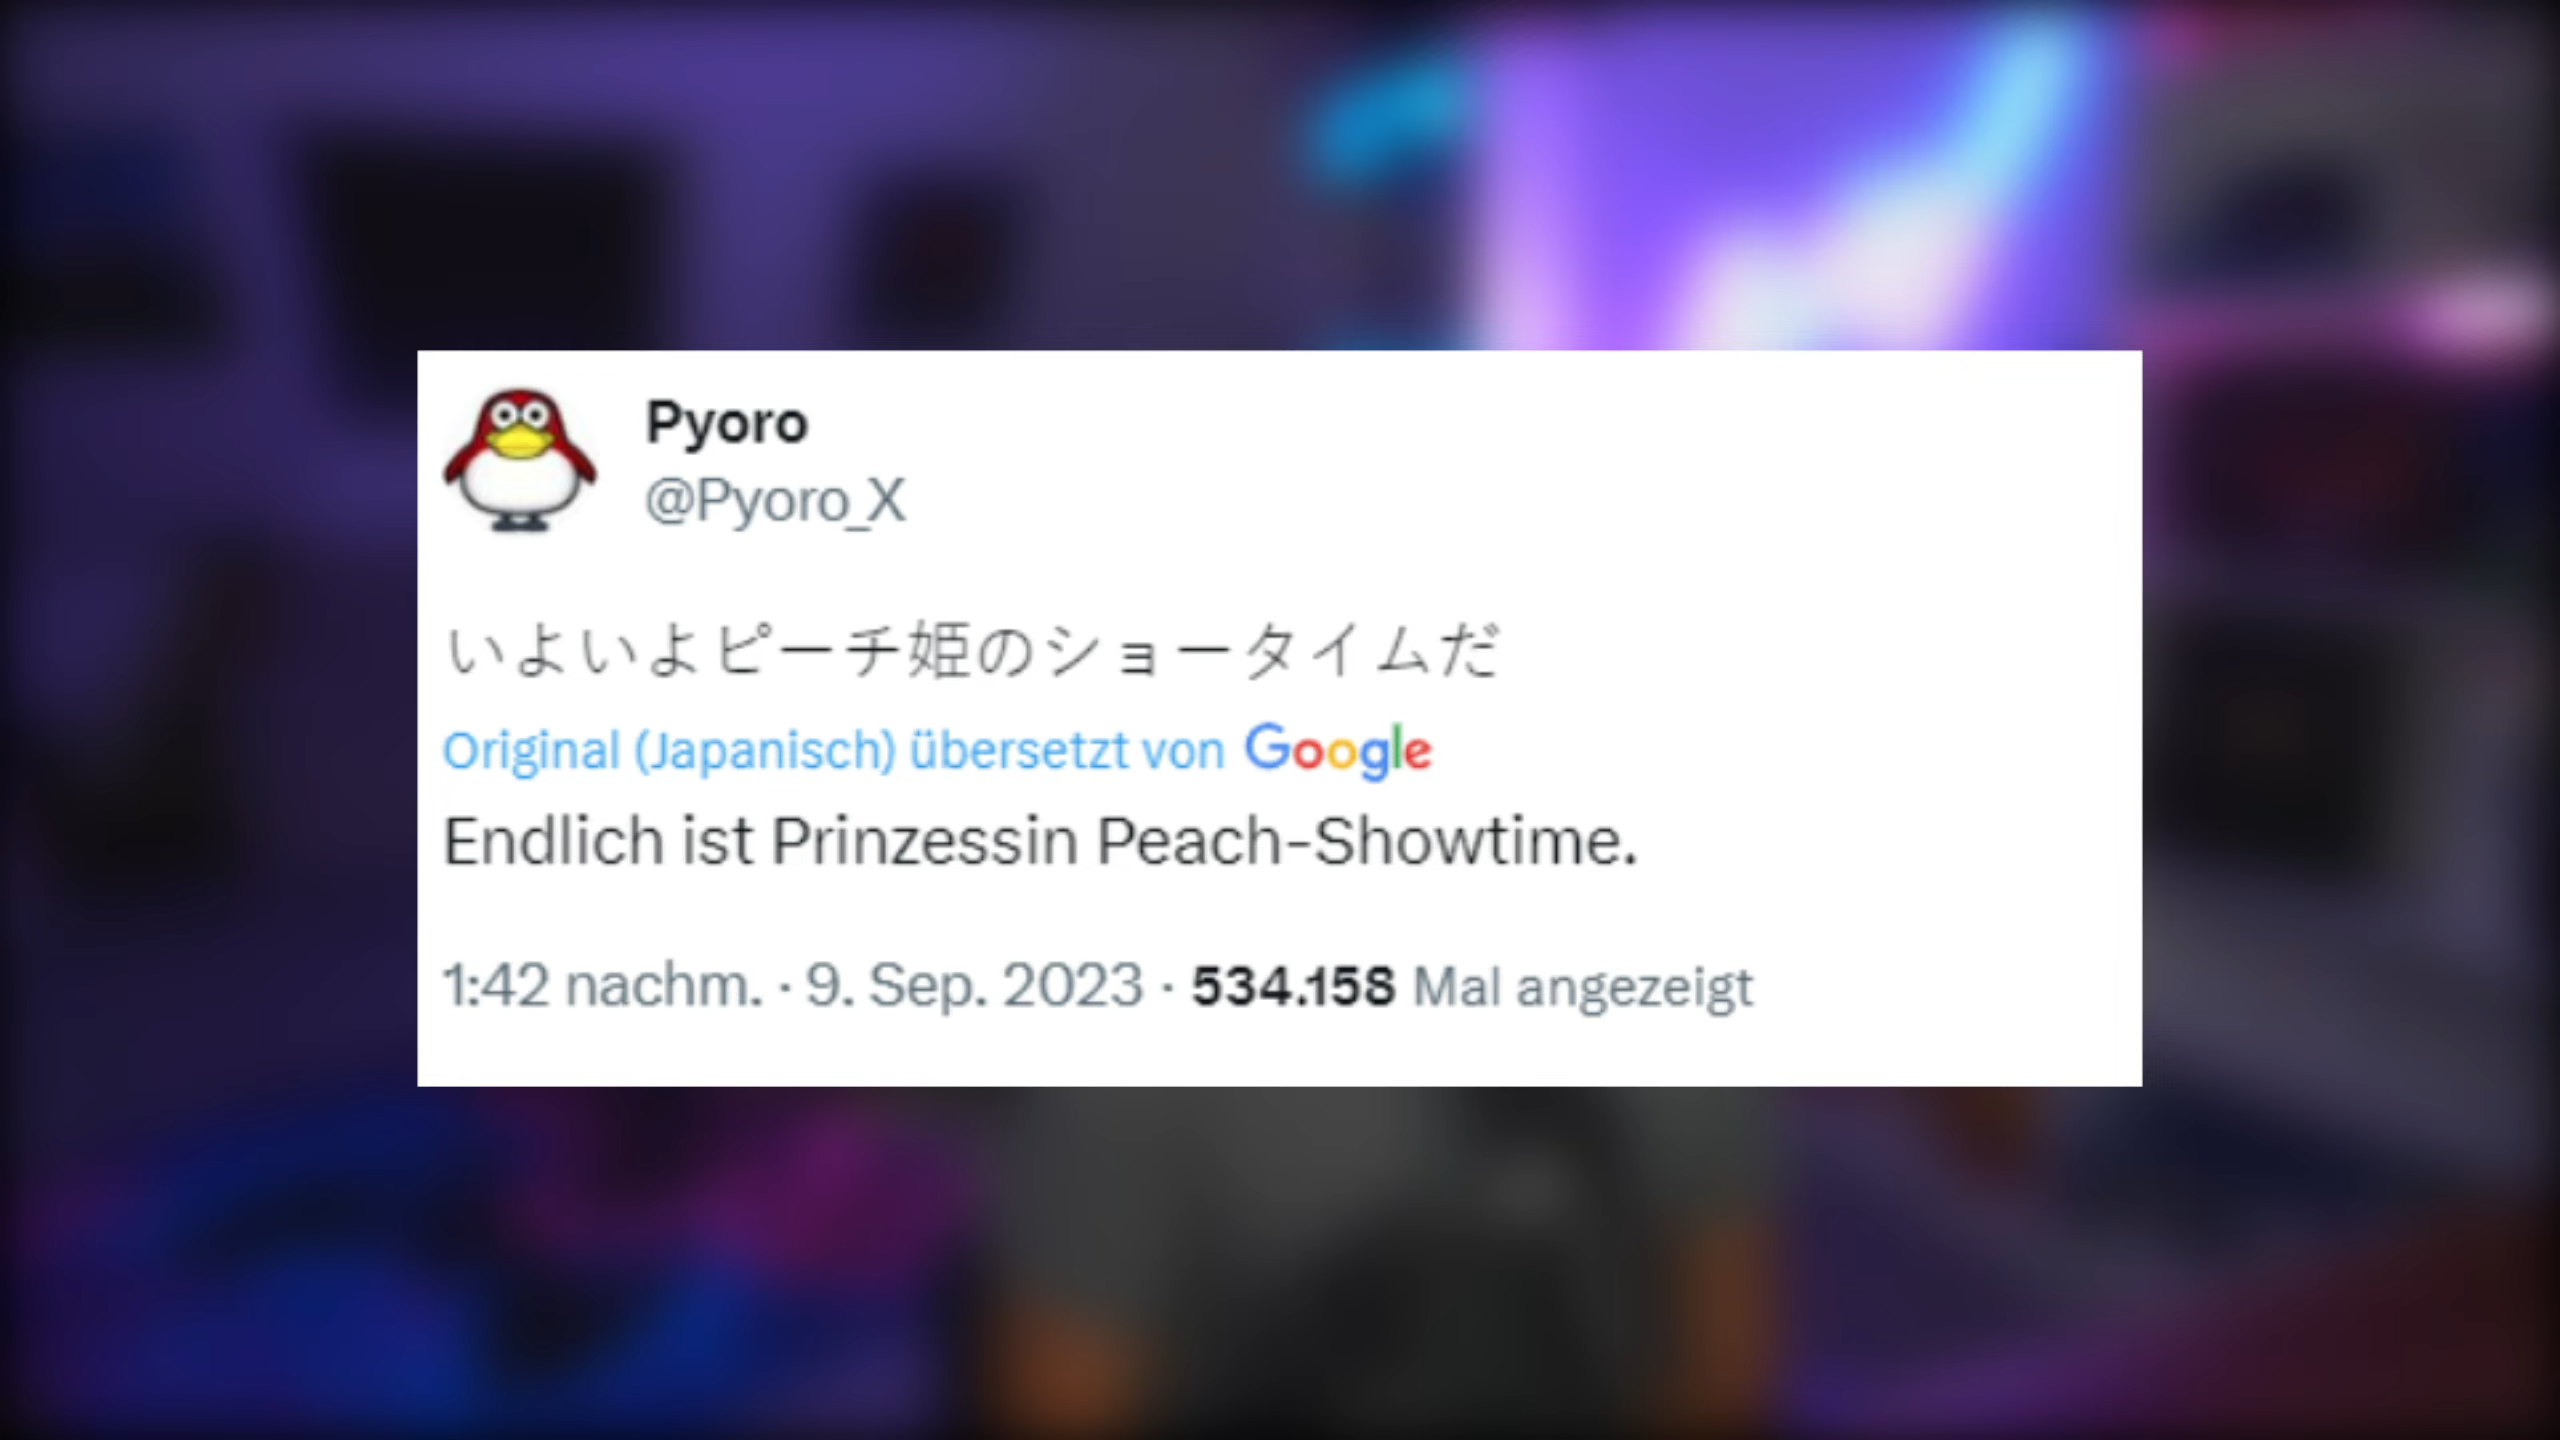 Pyoro
@Pyoro_X
いよいよピーチ姫のショータイムだ
Original (Japanisch) übersetzt von Google
Endlich ist Prinzessin Peach-Showtime.
1:42 nachm. · 9. Sep. 2023 · 534.158 Mal angezeigt